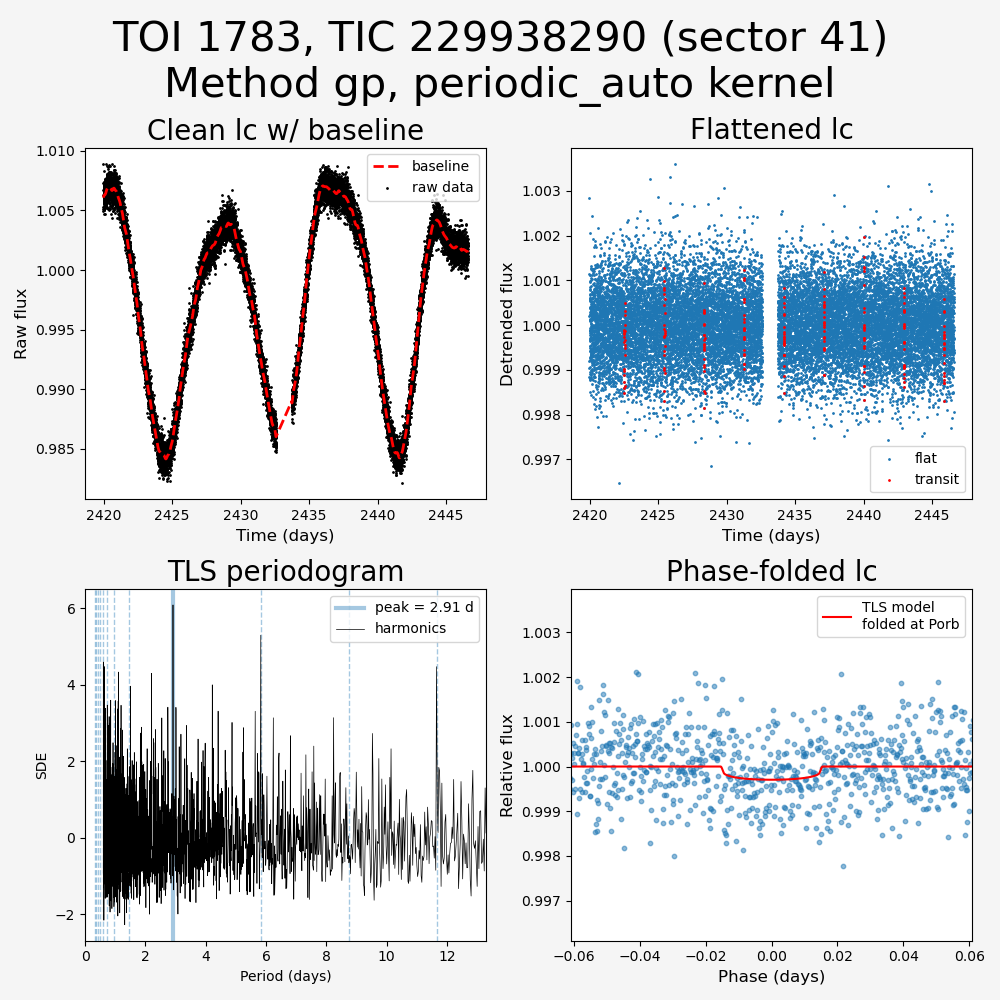 TOI 1783, TIC 229938290 (sector 41)
Method gp, periodic_auto kernel
Clean lc w/ baseline
1.010
1.005
1.000
0.995
0.990
0.985
Raw flux
baseline
raw data
2420
2425
2430
2435
2440
2445
Time (days)
Flattened lc
1.003
1.002
1.001
1.000
0.999
0.998
0.997
Detrended flux
flat
transit
2420
2425
2430
2435
2440
2445
Time (days)
TLS periodogram
6
4
2
0
−2
SDE
peak = 2.91 d
harmonics
0
2
4
6
8
10
12
Period (days)
Phase-folded lc
1.003
1.002
1.001
1.000
0.999
0.998
0.997
Relative flux
TLS model
folded at Porb
−0.06
−0.04
−0.02
0.00
0.02
0.04
0.06
Phase (days)